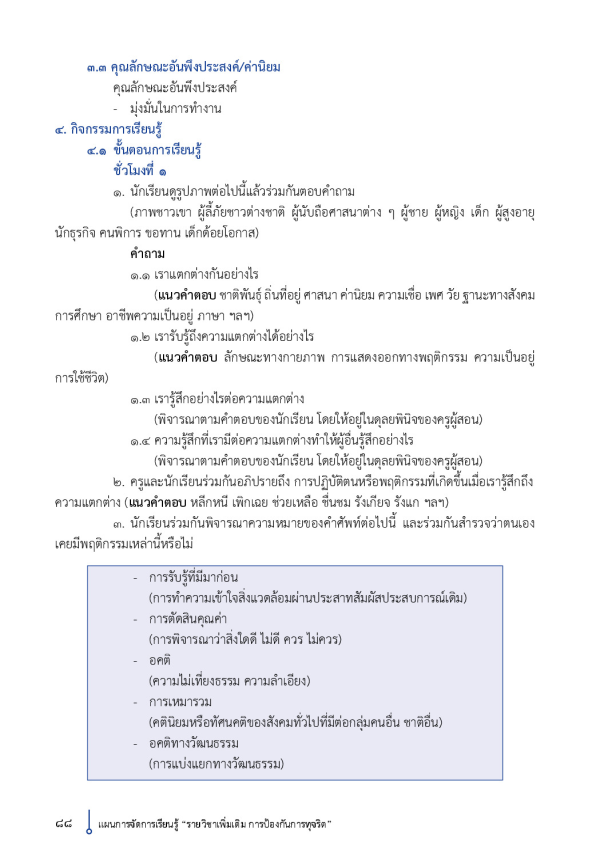 ๓.๓ คุณลักษณะอันพึงประสงค์/ค่านิยม
คุณลักษณะอันพึงประสงค์
- มุ่งมั่นในการทำงาน
๔. กิจกรรมการเรียนรู้
๔.๑ ขั้นตอนการเรียนรู้
ชั่วโมงที่ ๑
๑. นักเรียนดูรูปภาพต่อไปนี้แล้วร่วมกันตอบคำถาม
(ภาพชาวเขา ผู้ลี้ภัยชาวต่างชาติ ผู้นับถือศาสนาต่าง ๆ ผู้ชาย ผู้หญิง เด็ก ผู้สูงอายุ
นักธุรกิจ คนพิการ ขอทาน เด็กด้อยโอกาส)
คำถาม
๑.๑ เราแตกต่างกันอย่างไร
(แนวคำตอบ ชาติพันธุ์ ถิ่นที่อยู่ ศาสนา ค่านิยม ความเชื่อ เพศ วัย ฐานะทางสังคม
การศึกษา อาชีพความเป็นอยู่ ภาษา ฯลฯ)
๑.๒ เรารับรู้ถึงความแตกต่างได้อย่างไร
(แนวคำตอบ ลักษณะทางกายภาพ การแสดงออกทางพฤติกรรม ความเป็นอยู่
การใช้ชีวิต)
๑.๓ เรารู้สึกอย่างไรต่อความแตกต่าง
(พิจารณาตามคำตอบของนักเรียน โดยให้อยู่ในดุลยพินิจของครูผู้สอน)
๑.๔ ความรู้สึกที่เรามีต่อความแตกต่างทำให้ผู้อื่นรู้สึกอย่างไร
(พิจารณาตามคำตอบของนักเรียน โดยให้อยู่ในดุลยพินิจของครูผู้สอน)
๒. ครูและนักเรียนร่วมกันอภิปรายถึง การปฏิบัติตนหรือพฤติกรรมที่เกิดขึ้นเมื่อเรารู้สึกถึง
ความแตกต่าง (แนวคำตอบ หลีกหนี เพิกเฉย ช่วยเหลือ ชื่นชม รังเกียจ รังแก ฯลฯ)
๓. นักเรียนร่วมกันพิจารณาความหมายของคำศัพท์ต่อไปนี้ และร่วมกันสำรวจว่าตนเอง
เคยมีพฤติกรรมเหล่านี้หรือไม่
- การรับรู้ที่มีมาก่อน
(การทำความเข้าใจสิ่งแวดล้อมผ่านประสาทสัมผัสประสบการณ์เดิม)
- การตัดสินคุณค่า
(การพิจารณาว่าสิ่งใดดี ไม่ดี ควร ไม่ควร)
- อคติ
(ความไม่เที่ยงธรรม ความลำเอียง)
- การเหมารวม
(คตินิยมหรือทัศนคติของสังคมทั่วไปที่มีต่อกลุ่มคนอื่น ชาติอื่น)
- อคติทางวัฒนธรรม
(การแบ่งแยกทางวัฒนธรรม)
๘๘ แผนการจัดการเรียนรู้ “รายวิชาเพิ่มเติม การป้องกันการทุจริต”